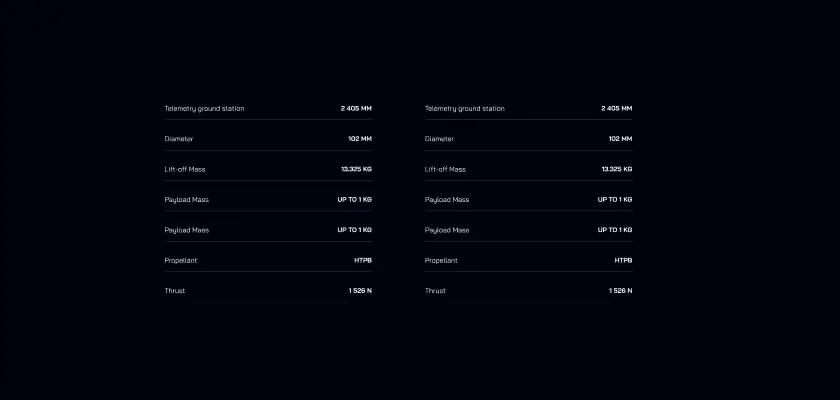 Telemetry ground station 2 405 MM
Diameter 102 MM
Lift-off Mass 13.325 KG
Payload Mass UP TO 1 KG
Payload Mass UP TO 1 KG
Propellant HTPB
Thrust 1 526 N
Telemetry ground station 2 405 MM
Diameter 102 MM
Lift-off Mass 13.325 KG
Payload Mass UP TO 1 KG
Payload Mass UP TO 1 KG
Propellant HTPB
Thrust 1 526 N